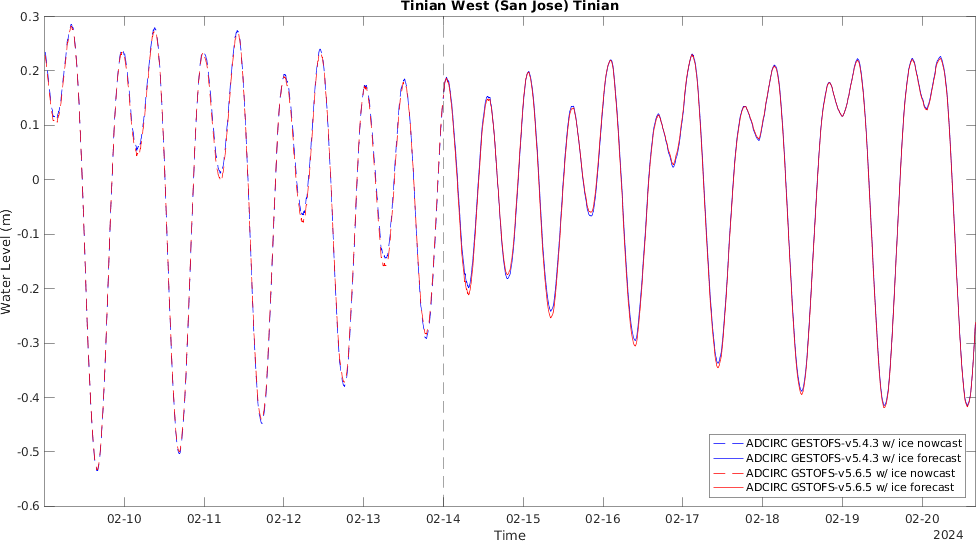 Tinian West (San Jose) Tinian
0.3
0.2
0.1
0
-0.1
-0.2
-0.3
-0.4
-0.5
-0.6
Water Level (m)
ADCIRC GESTOFS-v5.4.3 w/ ice nowcast
ADCIRC GESTOFS-v5.4.3 w/ ice forecast
ADCIRC GSTOFS-v5.6.5 w/ ice nowcast
ADCIRC GSTOFS-v5.6.5 w/ ice forecast
02-10 02-11 02-12 02-13 02-14 02-15 02-16 02-17 02-18 02-19 02-20
Time
2024